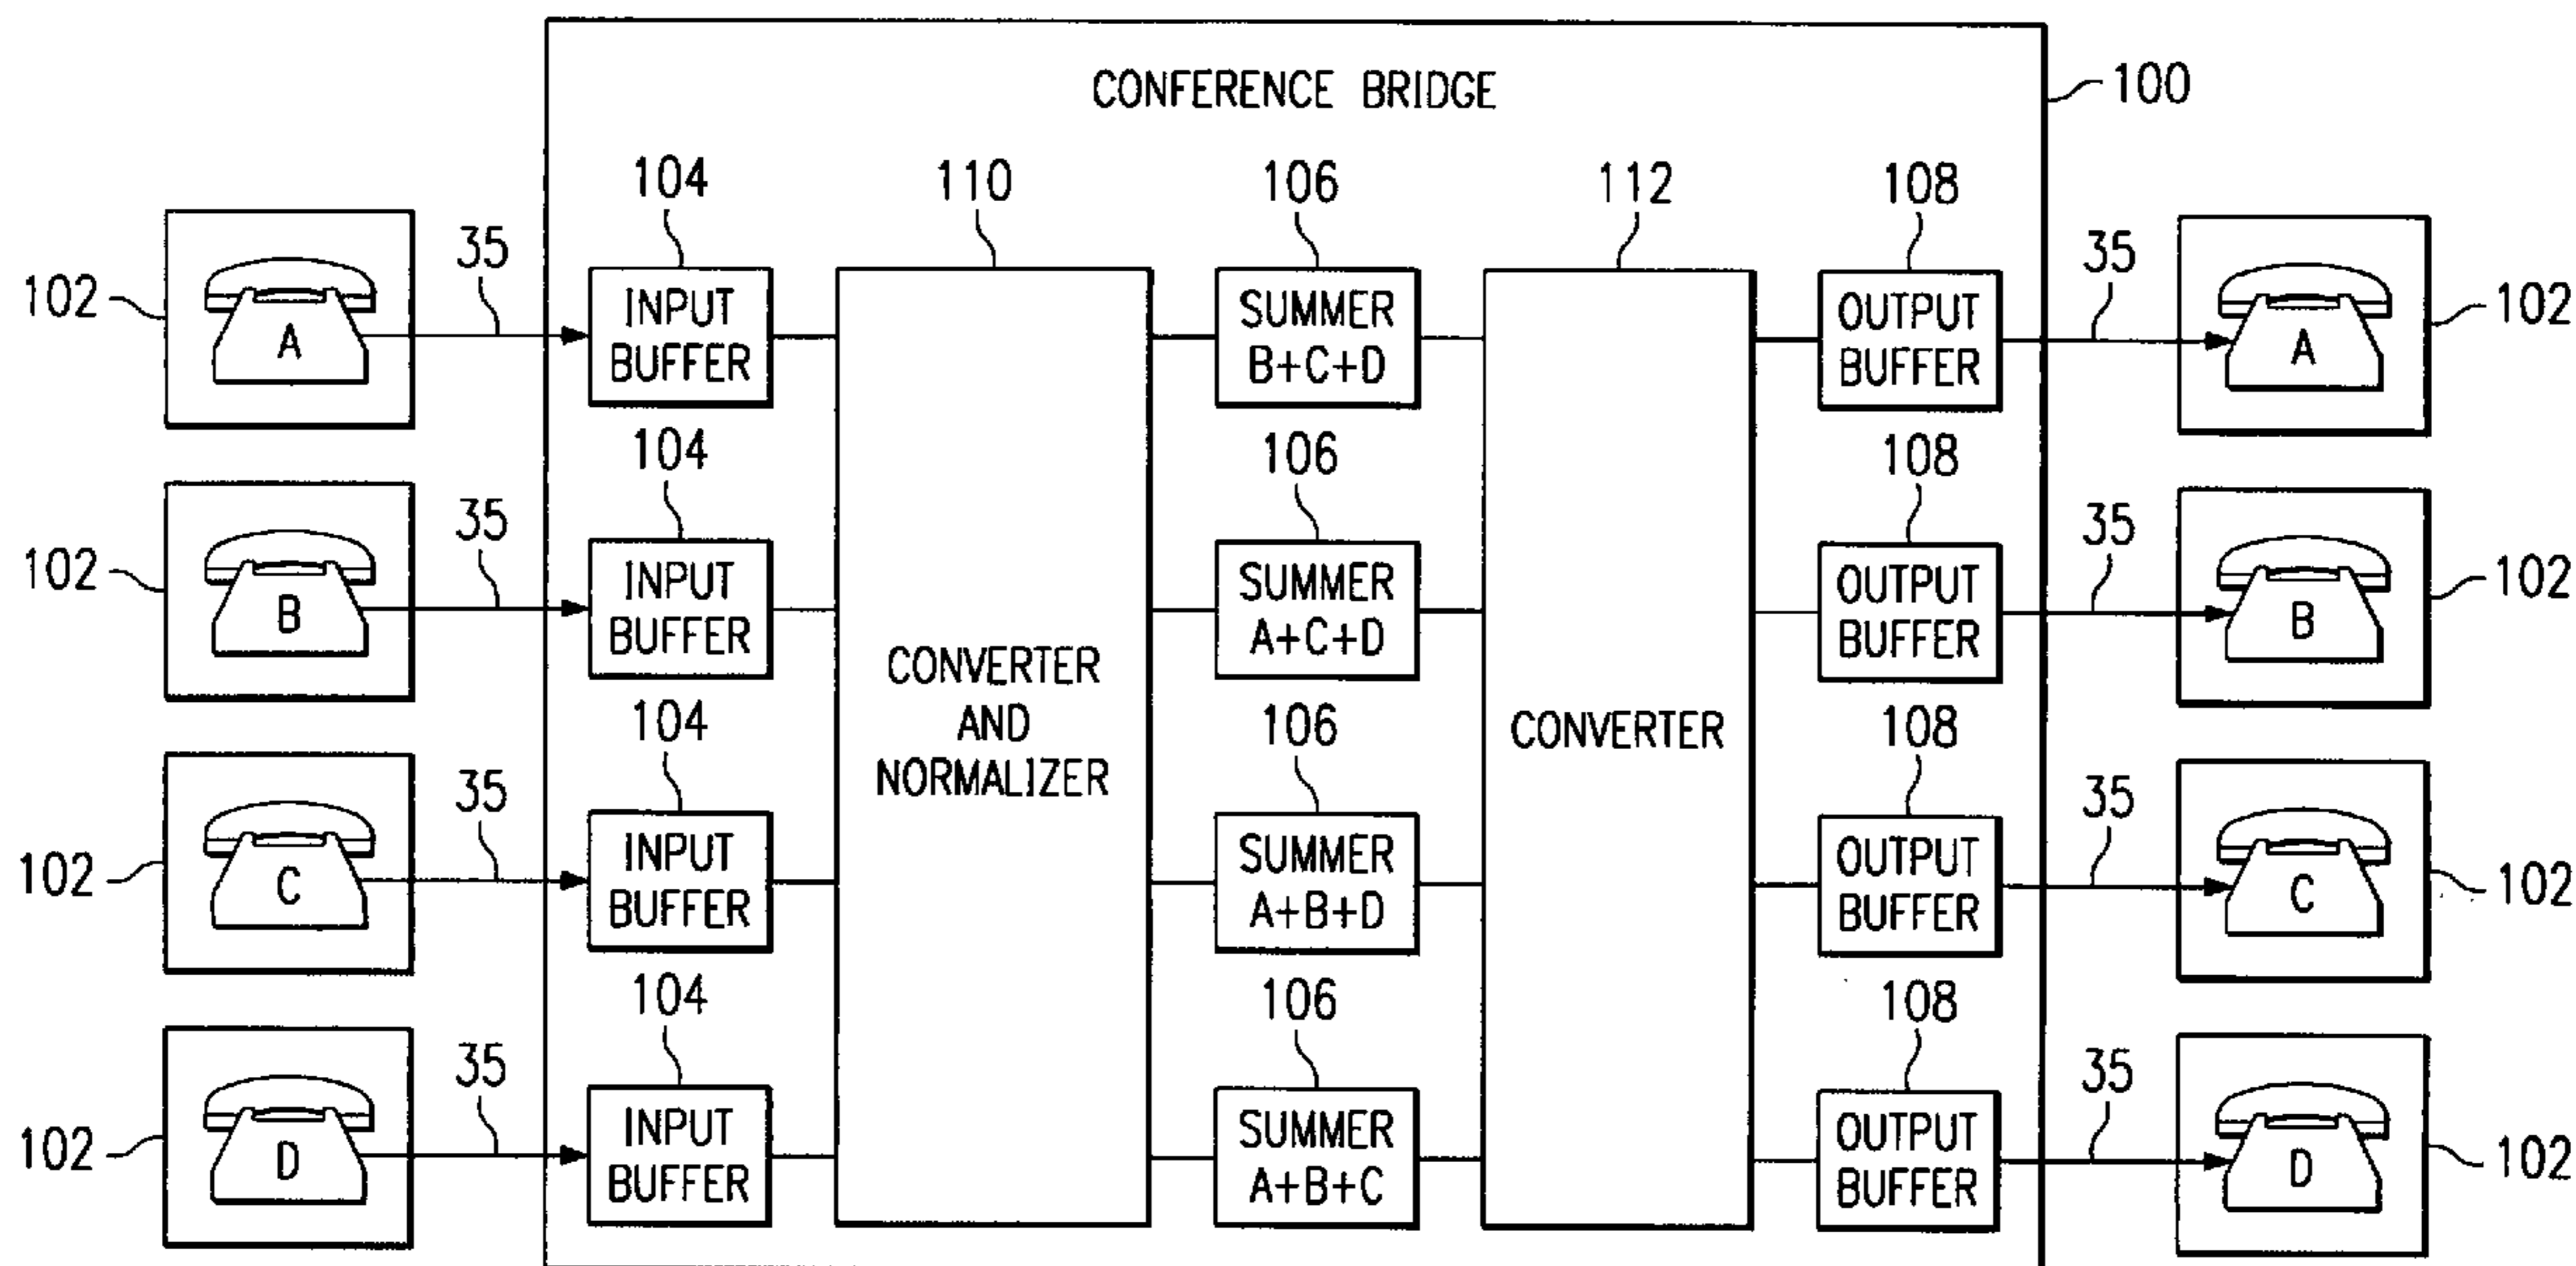 CONFERENCE BRIDGE
100
104
110
106
112
108
102
A
35
INPUT
BUFFER
SUMMER
B+C+D
OUTPUT
BUFFER
35
A
102
104
106
108
102
B
35
INPUT
BUFFER
SUMMER
A+C+D
OUTPUT
BUFFER
35
B
102
CONVERTER
AND
NORMALIZER
CONVERTER
104
106
108
102
C
35
INPUT
BUFFER
SUMMER
A+B+D
OUTPUT
BUFFER
35
C
102
104
106
108
102
D
35
INPUT
BUFFER
SUMMER
A+B+C
OUTPUT
BUFFER
35
D
102